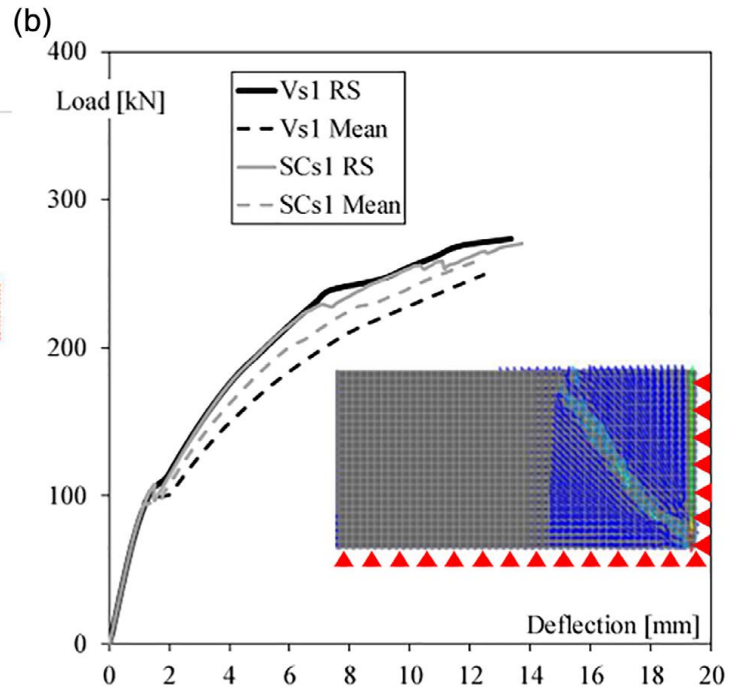 (b)
400
Load [kN]
Vs1 RS
Vs1 Mean
SCs1 RS
SCs1 Mean
300
200
100
Deflection [mm]
0
0 2 4 6 8 10 12 14 16 18 20